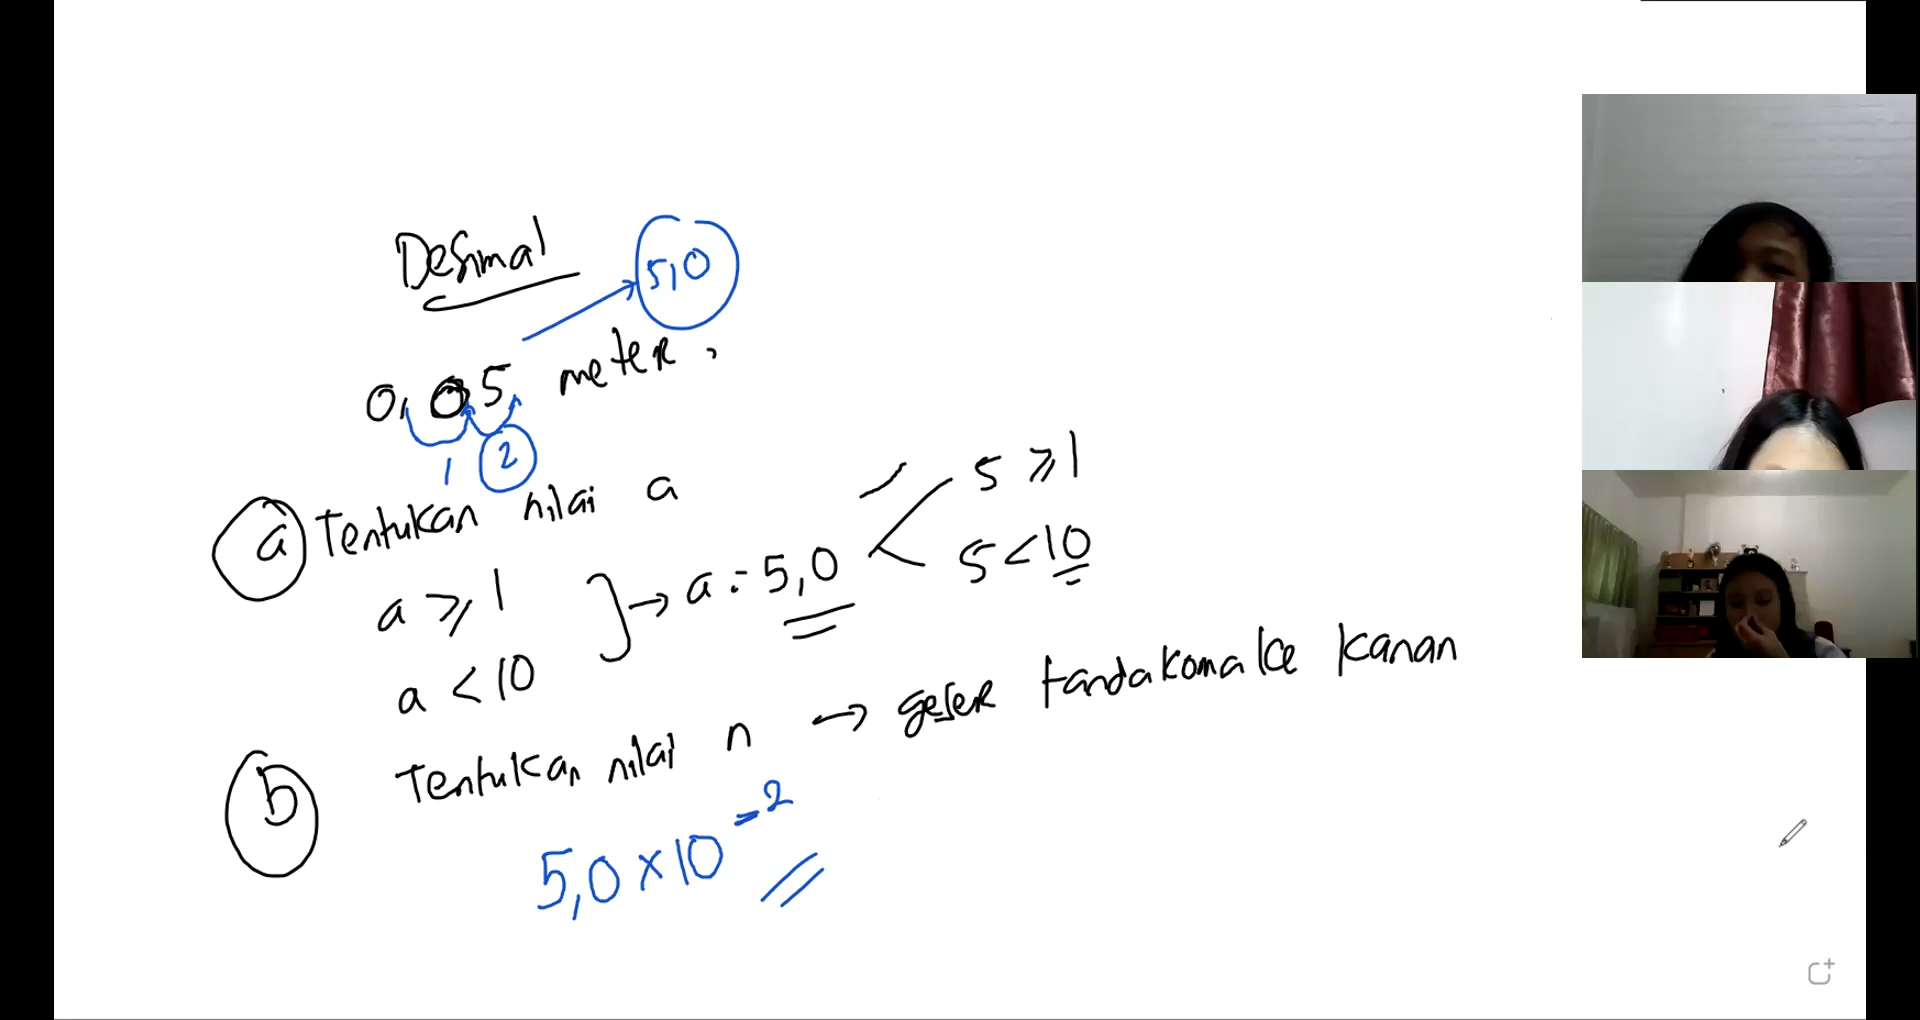 Desimal
5,0
0,05 meter,
1 2
a Tentukan nilai a
a ⩾ 1
a < 10
→ a = 5,0
5 ⩾ 1
5 < 10
b Tentukan nilai n → geser tanda koma ke kanan
5,0 × 10⁻²